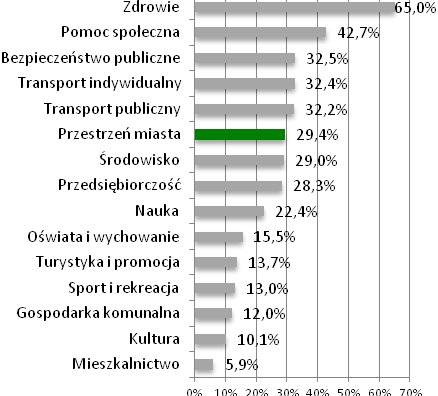 Zdrowie 65,0%
Pomoc społeczna 42,7%
Bezpieczeństwo publiczne 32,5%
Transport indywidualny 32,4%
Transport publiczny 32,2%
Przestrzeń miasta 29,4%
Środowisko 29,0%
Przedsiębiorczość 28,3%
Nauka 22,4%
Oświata i wychowanie 15,5%
Turystyka i promocja 13,7%
Sport i rekreacja 13,0%
Gospodarka komunalna 12,0%
Kultura 10,1%
Mieszkalnictwo 5,9%
0% 10% 20% 30% 40% 50% 60% 70%